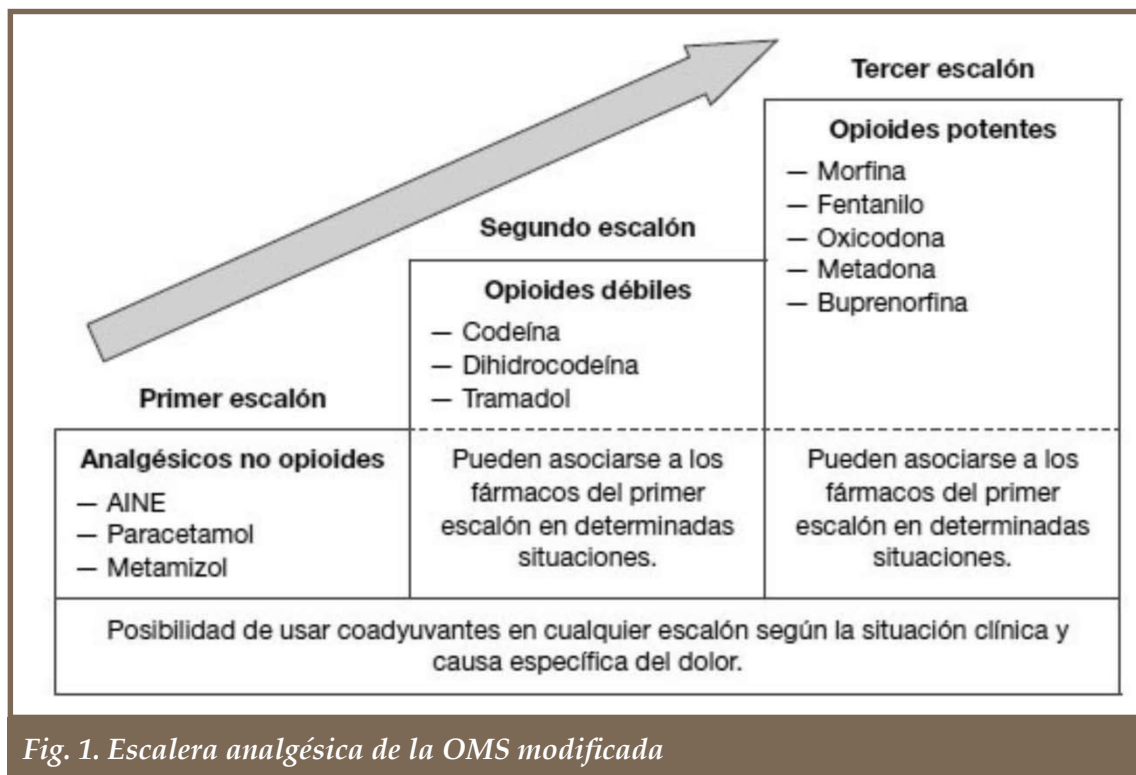 Primer escalón
Analgésicos no opioides
— AINE
— Paracetamol
— Metamizol
Segundo escalón
Opioides débiles
— Codeína
— Dihidrocodeína
— Tramadol
Pueden asociarse a los
fármacos del primer
escalón en determinadas
situaciones.
Tercer escalón
Opioides potentes
— Morfina
— Fentanilo
— Oxicodona
— Metadona
— Buprenorfina
Pueden asociarse a los
fármacos del primer
escalón en determinadas
situaciones.
Posibilidad de usar coadyuvantes en cualquier escalón según la situación clínica y
causa específica del dolor.
Fig. 1. Escalera analgésica de la OMS modificada